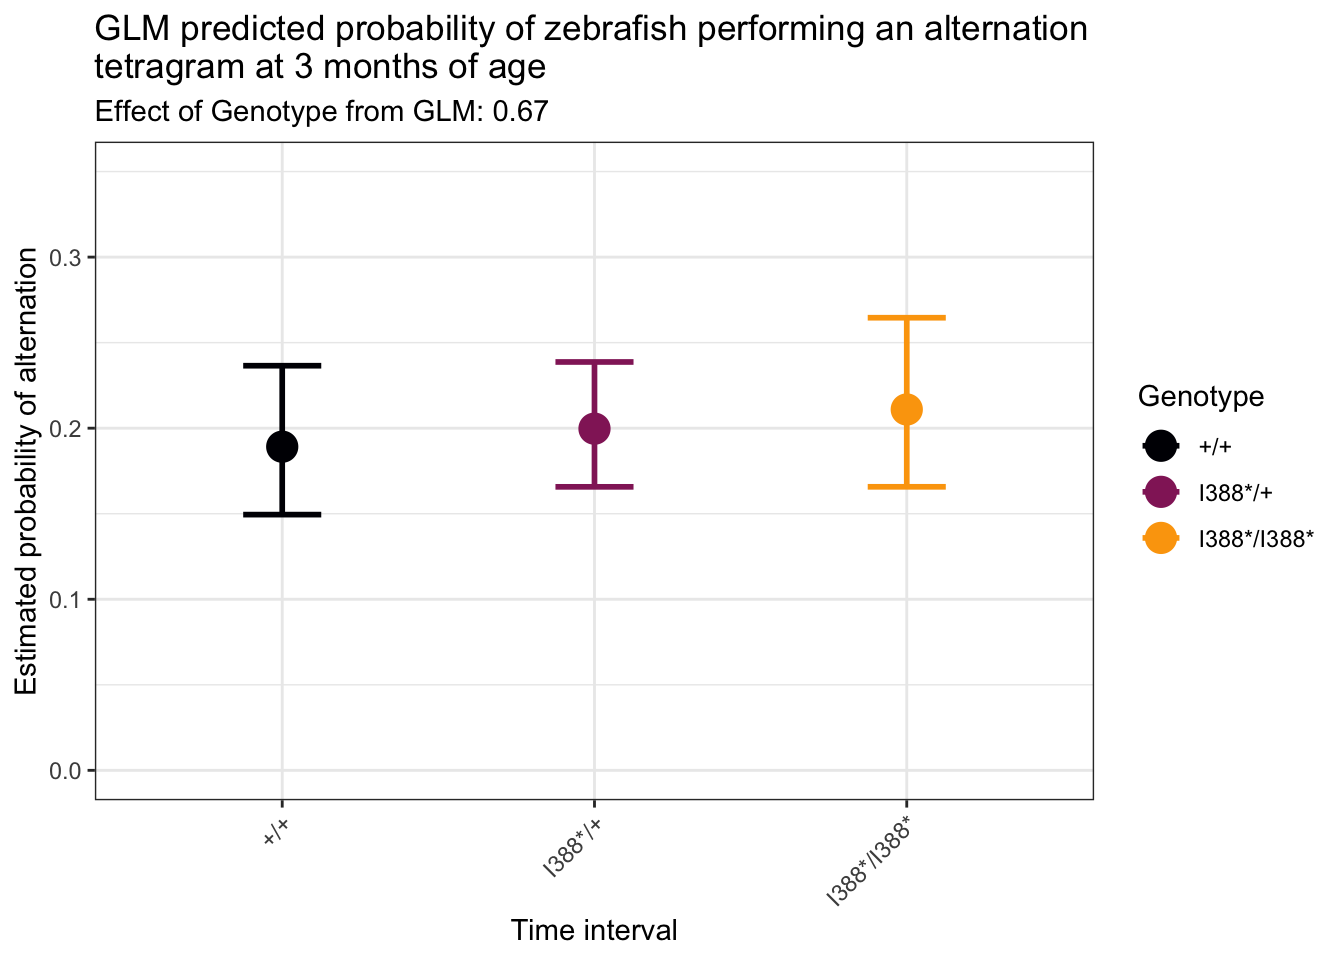 GLM predicted probability of zebrafish performing an alternation
tetragram at 3 months of age
Effect of Genotype from GLM: 0.67
Estimated probability of alternation
0.3
0.2
0.1
0.0
+/+
I388*/+
I388*/I388*
Time interval
Genotype
+/+
I388*/+
I388*/I388*